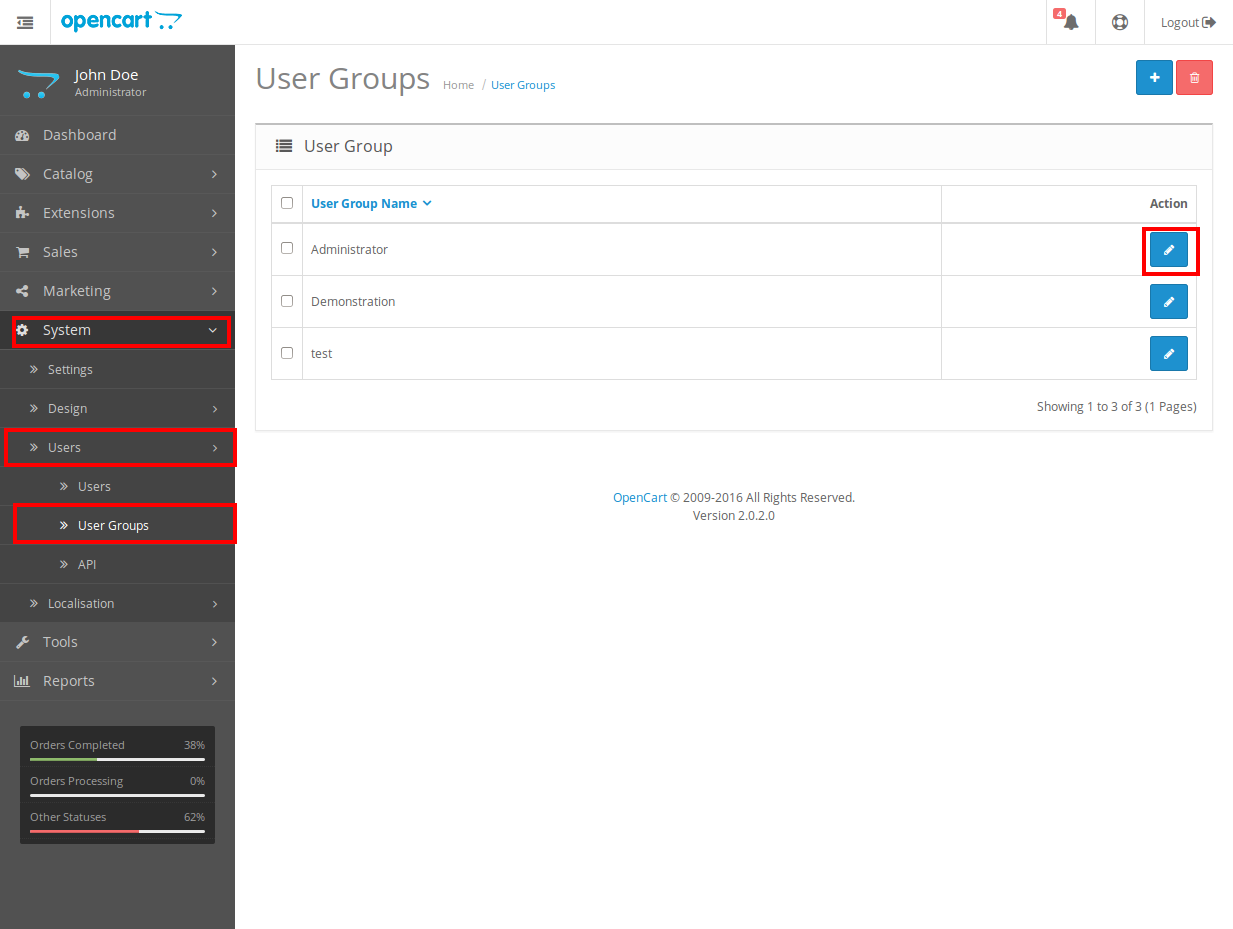 opencart
4
Logout
John Doe
Administrator
Dashboard
Catalog
Extensions
Sales
Marketing
System
Settings
Design
Users
Users
User Groups
API
Localisation
Tools
Reports
Orders Completed 38%
Orders Processing 0%
Other Statuses 62%
User Groups Home / User Groups
User Group
User Group Name Action
Administrator
Demonstration
test
Showing 1 to 3 of 3 (1 Pages)
OpenCart © 2009-2016 All Rights Reserved.
Version 2.0.2.0